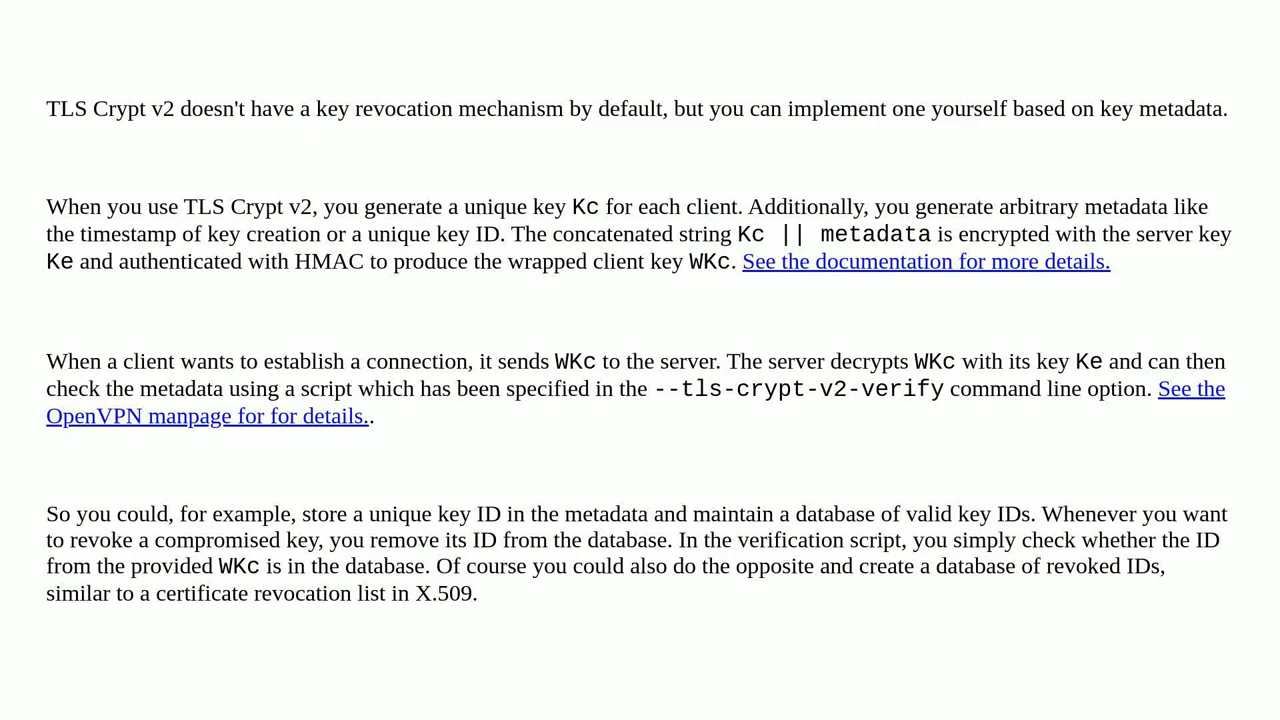 TLS Crypt v2 doesn't have a key revocation mechanism by default, but you can implement one yourself based on key metadata.
When you use TLS Crypt v2, you generate a unique key Kc for each client. Additionally, you generate arbitrary metadata like
the timestamp of key creation or a unique key ID. The concatenated string Kc || metadata is encrypted with the server key
Ke and authenticated with HMAC to produce the wrapped client key WKc. See the documentation for more details.
When a client wants to establish a connection, it sends WKc to the server. The server decrypts WKc with its key Ke and can then
check the metadata using a script which has been specified in the --tls-crypt-v2-verify command line option. See the
OpenVPN manpage for for details..
So you could, for example, store a unique key ID in the metadata and maintain a database of valid key IDs. Whenever you want
to revoke a compromised key, you remove its ID from the database. In the verification script, you simply check whether the ID
from the provided WKc is in the database. Of course you could also do the opposite and create a database of revoked IDs,
similar to a certificate revocation list in X.509.